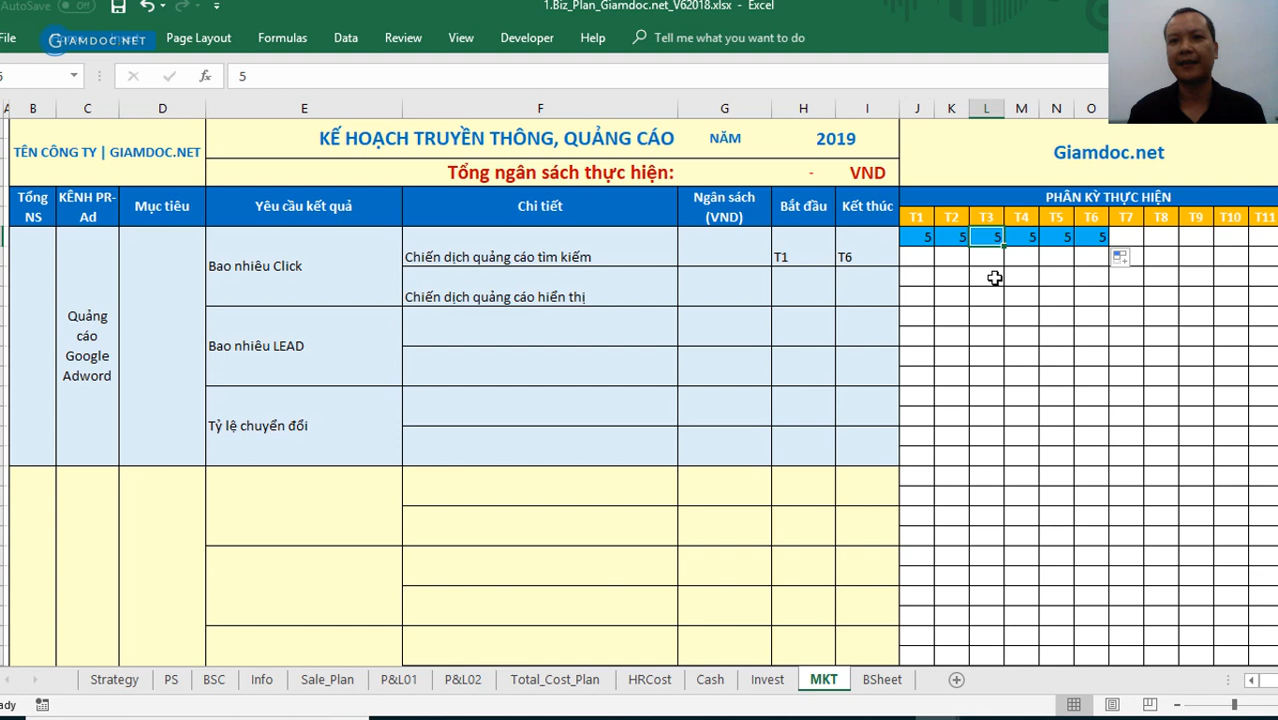 AutoSave Off
1.Biz_Plan_Giamdoc.net_V62018.xlsx - Excel
File
GIAMDOC.NET
Page Layout
Formulas
Data
Review
View
Developer
Help
Tell me what you want to do
5
fx
5
A B C D E F G H I J K L M N O
TÊN CÔNG TY | GIAMDOC.NET
KẾ HOẠCH TRUYỀN THÔNG, QUẢNG CÁO
NĂM
2019
Giamdoc.net
Tổng ngân sách thực hiện:
-
VND
Tổng NS
KÊNH PR-Ad
Mục tiêu
Yêu cầu kết quả
Chi tiết
Ngân sách (VND)
Bắt đầu
Kết thúc
PHÂN KỲ THỰC HIỆN
T1 T2 T3 T4 T5 T6 T7 T8 T9 T10 T11
5 5 5 5 5 5
Bao nhiêu Click
Chiến dịch quảng cáo tìm kiếm
T1
T6
Chiến dịch quảng cáo hiển thị
Quảng
cáo
Google
Adword
Bao nhiêu LEAD
Tỷ lệ chuyển đổi
Strategy
PS
BSC
Info
Sale_Plan
P&L01
P&L02
Total_Cost_Plan
HRCost
Cash
Invest
MKT
BSheet